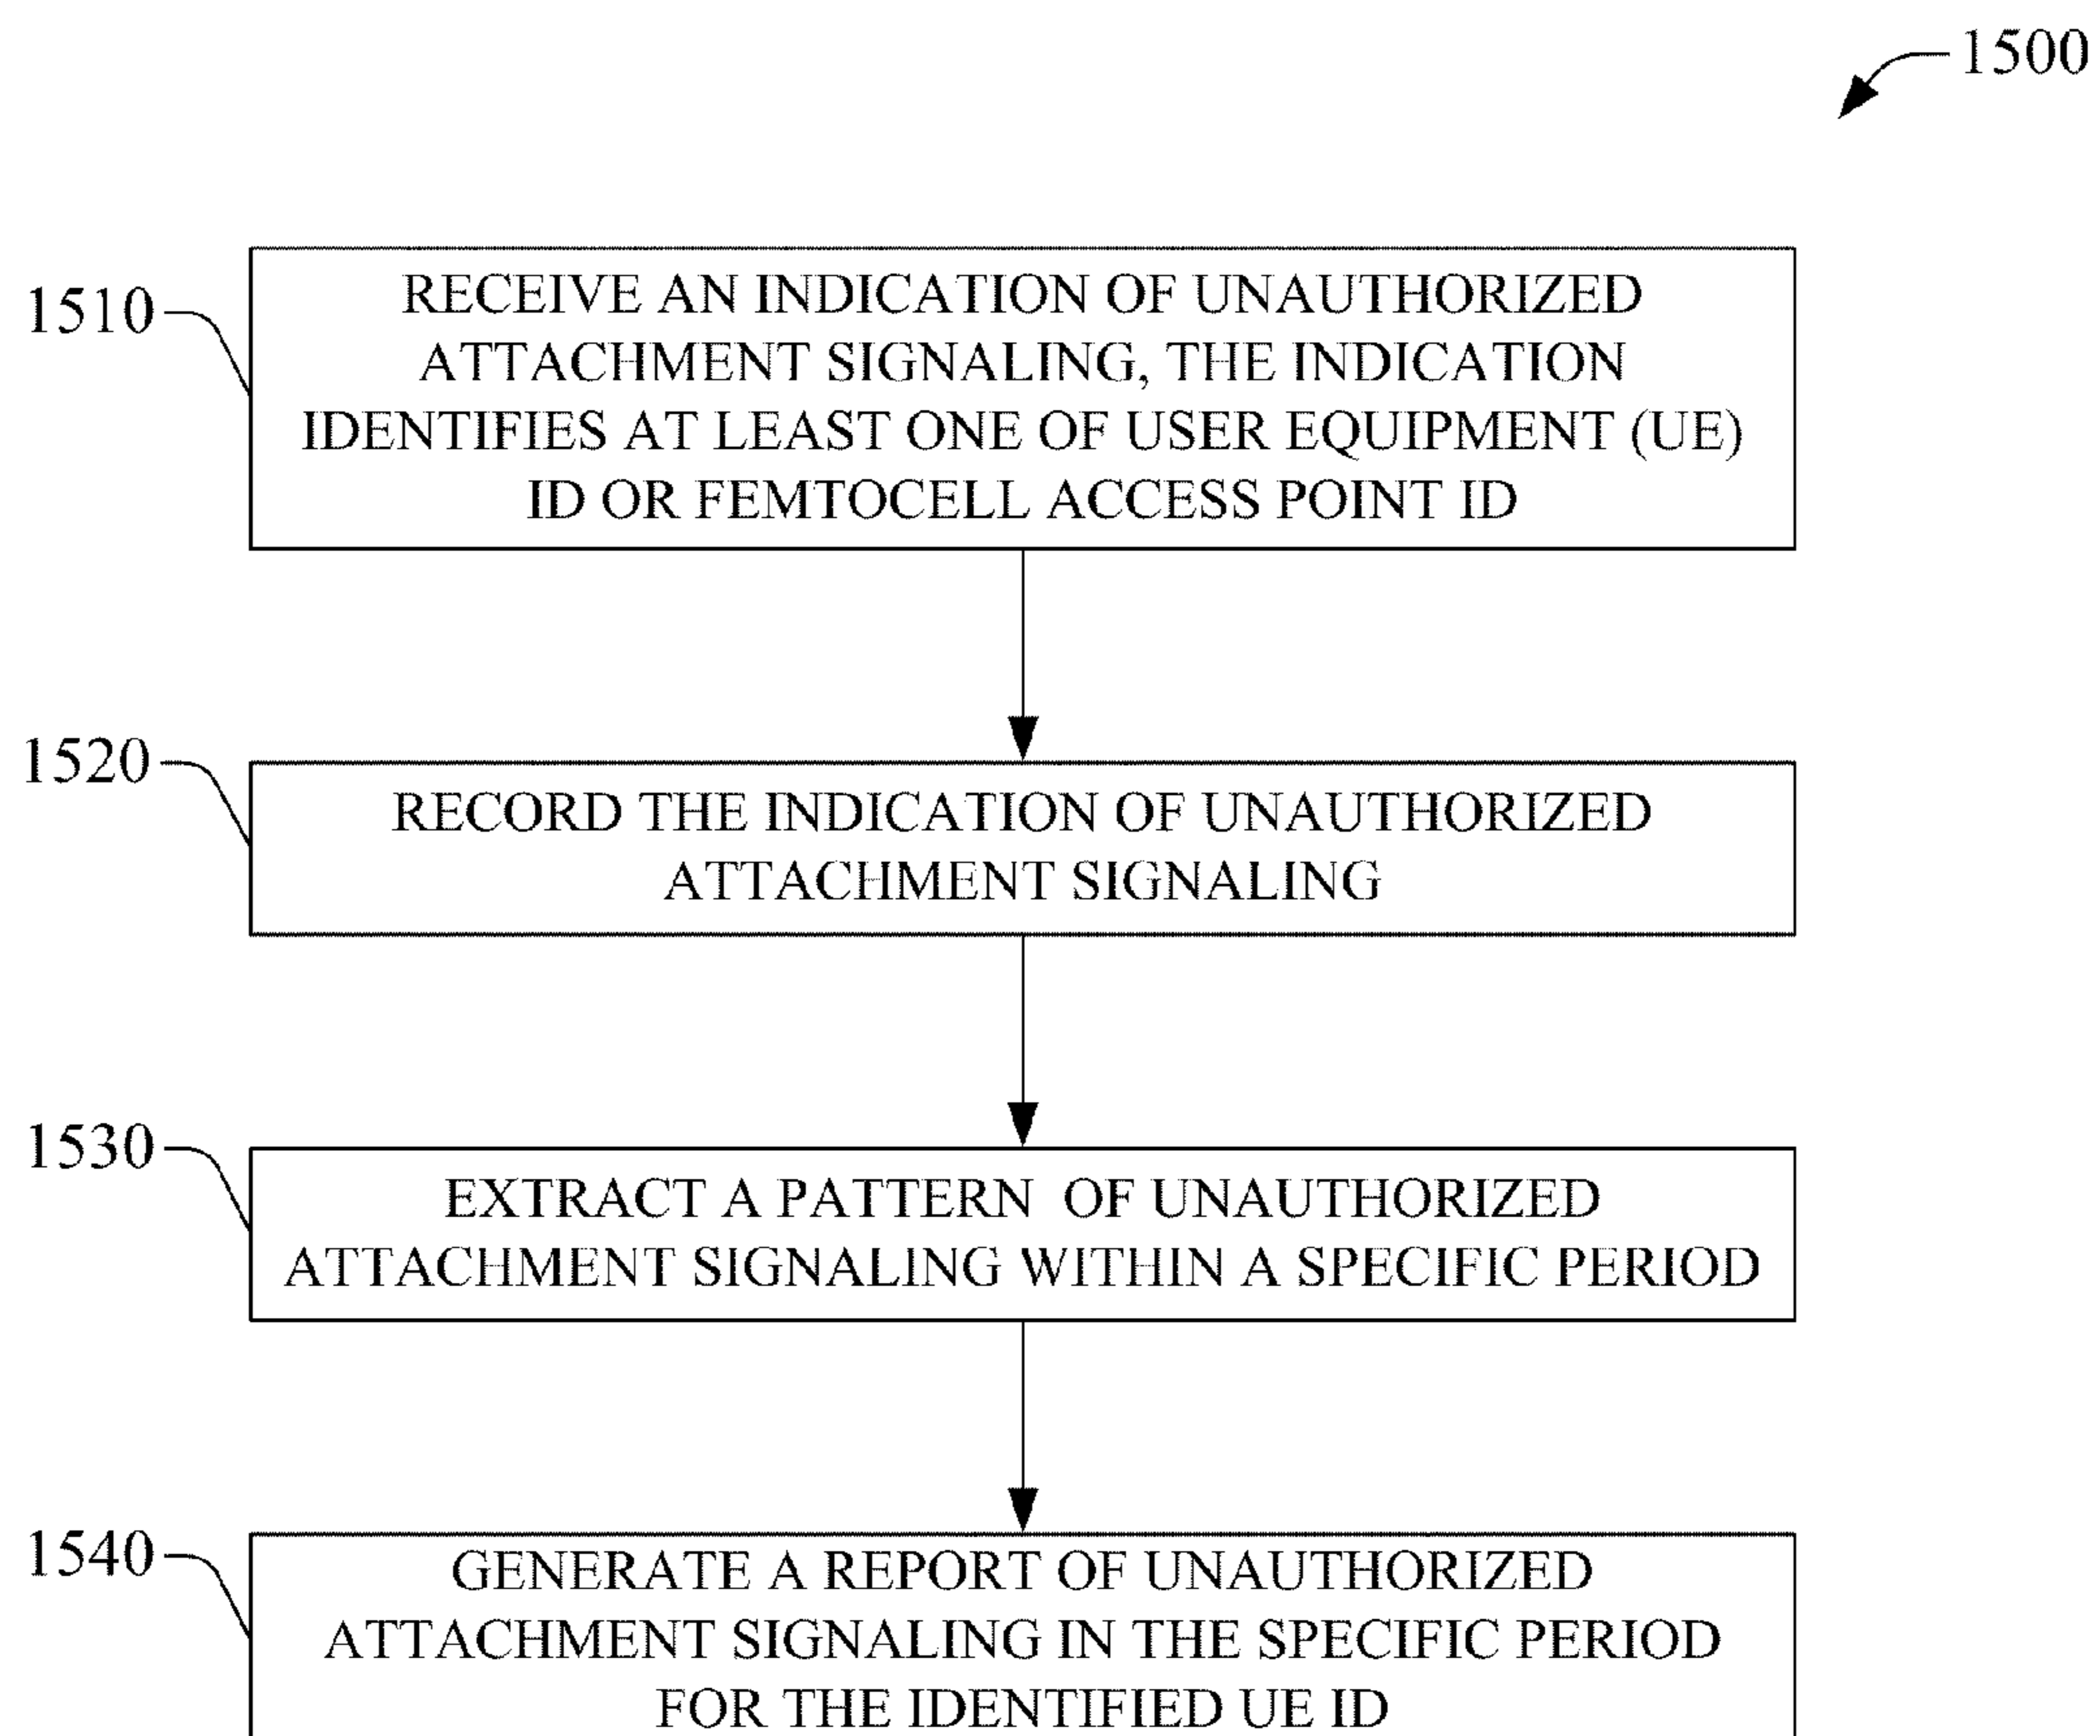 1500
1510
RECEIVE AN INDICATION OF UNAUTHORIZED
ATTACHMENT SIGNALING, THE INDICATION
IDENTIFIES AT LEAST ONE OF USER EQUIPMENT (UE)
ID OR FEMTOCELL ACCESS POINT ID
1520
RECORD THE INDICATION OF UNAUTHORIZED
ATTACHMENT SIGNALING
1530
EXTRACT A PATTERN OF UNAUTHORIZED
ATTACHMENT SIGNALING WITHIN A SPECIFIC PERIOD
1540
GENERATE A REPORT OF UNAUTHORIZED
ATTACHMENT SIGNALING IN THE SPECIFIC PERIOD
FOR THE IDENTIFIED UE ID